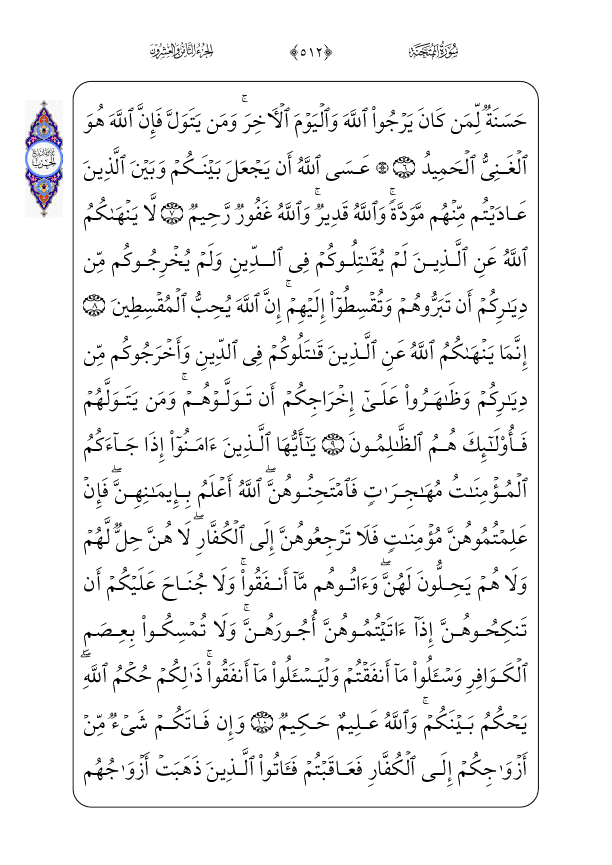 سُورَةُ المُمْتَحنَة ﴿٥١٢﴾ الجُزءُ الثَّامِنُ وَالعِشْرُونَ
حَسَنَةٌ لِّمَن كَانَ يَرْجُوا۟ ٱللَّهَ وَٱلْيَوْمَ ٱلْـَٔاخِرَ ۚ وَمَن يَتَوَلَّ فَإِنَّ ٱللَّهَ هُوَ
ٱلْغَنِىُّ ٱلْحَمِيدُ ۝٦ ۞ عَسَى ٱللَّهُ أَن يَجْعَلَ بَيْنَكُمْ وَبَيْنَ ٱلَّذِينَ
عَادَيْتُم مِّنْهُم مَّوَدَّةً ۚ وَٱللَّهُ قَدِيرٌ ۚ وَٱللَّهُ غَفُورٌ رَّحِيمٌ ۝٧ لَّا يَنْهَىٰكُمُ
ٱللَّهُ عَنِ ٱلَّذِينَ لَمْ يُقَـٰتِلُوكُمْ فِى ٱلدِّينِ وَلَمْ يُخْرِجُوكُم مِّن
دِيَـٰرِكُمْ أَن تَبَرُّوهُمْ وَتُقْسِطُوٓا۟ إِلَيْهِمْ ۚ إِنَّ ٱللَّهَ يُحِبُّ ٱلْمُقْسِطِينَ ۝٨
إِنَّمَا يَنْهَىٰكُمُ ٱللَّهُ عَنِ ٱلَّذِينَ قَـٰتَلُوكُمْ فِى ٱلدِّينِ وَأَخْرَجُوكُم مِّن
دِيَـٰرِكُمْ وَظَـٰهَرُوا۟ عَلَىٰٓ إِخْرَاجِكُمْ أَن تَوَلَّوْهُمْ ۚ وَمَن يَتَوَلَّهُمْ
فَأُو۟لَـٰٓئِكَ هُمُ ٱلظَّـٰلِمُونَ ۝٩ يَـٰٓأَيُّهَا ٱلَّذِينَ ءَامَنُوٓا۟ إِذَا جَآءَكُمُ
ٱلْمُؤْمِنَـٰتُ مُهَـٰجِرَٰتٍ فَٱمْتَحِنُوهُنَّ ۖ ٱللَّهُ أَعْلَمُ بِإِيمَـٰنِهِنَّ ۖ فَإِنْ
عَلِمْتُمُوهُنَّ مُؤْمِنَـٰتٍ فَلَا تَرْجِعُوهُنَّ إِلَى ٱلْكُفَّارِ ۖ لَا هُنَّ حِلٌّ لَّهُمْ
وَلَا هُمْ يَحِلُّونَ لَهُنَّ ۖ وَءَاتُوهُم مَّآ أَنفَقُوا۟ ۚ وَلَا جُنَاحَ عَلَيْكُمْ أَن
تَنكِحُوهُنَّ إِذَآ ءَاتَيْتُمُوهُنَّ أُجُورَهُنَّ ۚ وَلَا تُمْسِكُوا۟ بِعِصَمِ
ٱلْكَوَافِرِ وَسْـَٔلُوا۟ مَآ أَنفَقْتُمْ وَلْيَسْـَٔلُوا۟ مَآ أَنفَقُوا۟ ۚ ذَٰلِكُمْ حُكْمُ ٱللَّهِ ۖ
يَحْكُمُ بَيْنَكُمْ ۚ وَٱللَّهُ عَلِيمٌ حَكِيمٌ ۝١٠ وَإِن فَاتَكُمْ شَىْءٌ مِّنْ
أَزْوَٰجِكُمْ إِلَى ٱلْكُفَّارِ فَعَاقَبْتُمْ فَـَٔاتُوا۟ ٱلَّذِينَ ذَهَبَتْ أَزْوَٰجُهُم